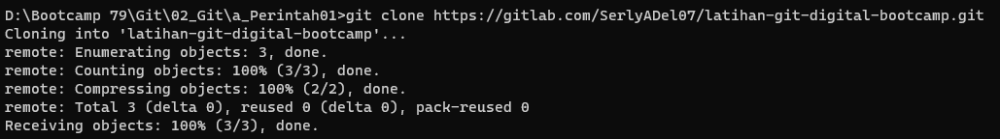 D:\Bootcamp 79\Git\02_Git\a_Perintah01>git clone https://gitlab.com/SerlyADel07/latihan-git-digital-bootcamp.git
Cloning into 'latihan-git-digital-bootcamp'...
remote: Enumerating objects: 3, done.
remote: Counting objects: 100% (3/3), done.
remote: Compressing objects: 100% (2/2), done.
remote: Total 3 (delta 0), reused 0 (delta 0), pack-reused 0
Receiving objects: 100% (3/3), done.